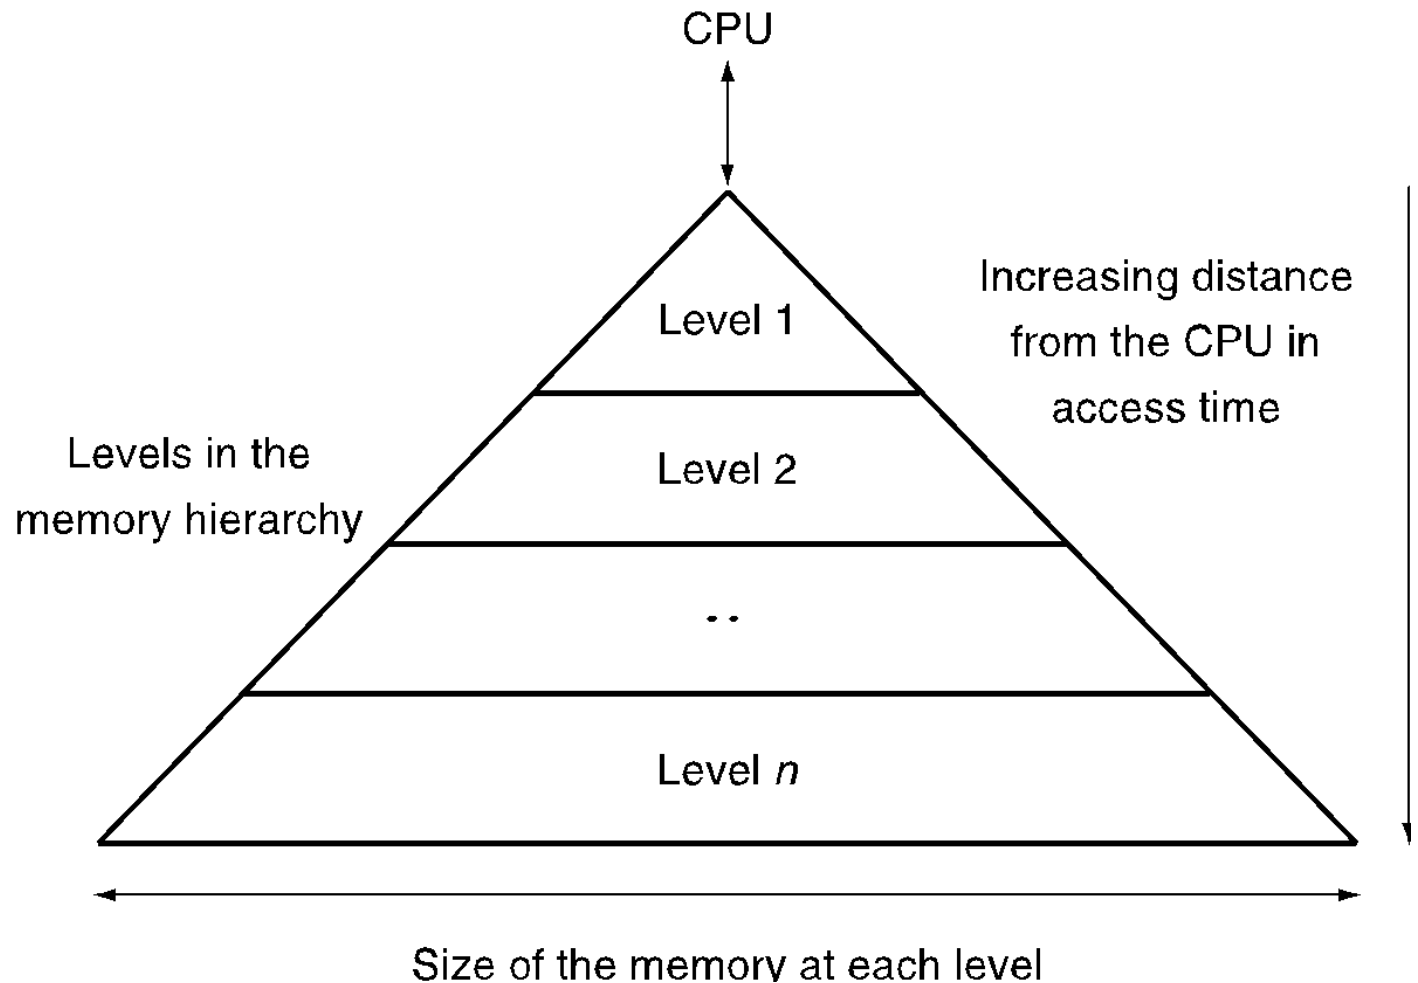 CPU
Level 1
Increasing distance
from the CPU in
access time
Levels in the
memory hierarchy
Level 2
..
Level n
Size of the memory at each level